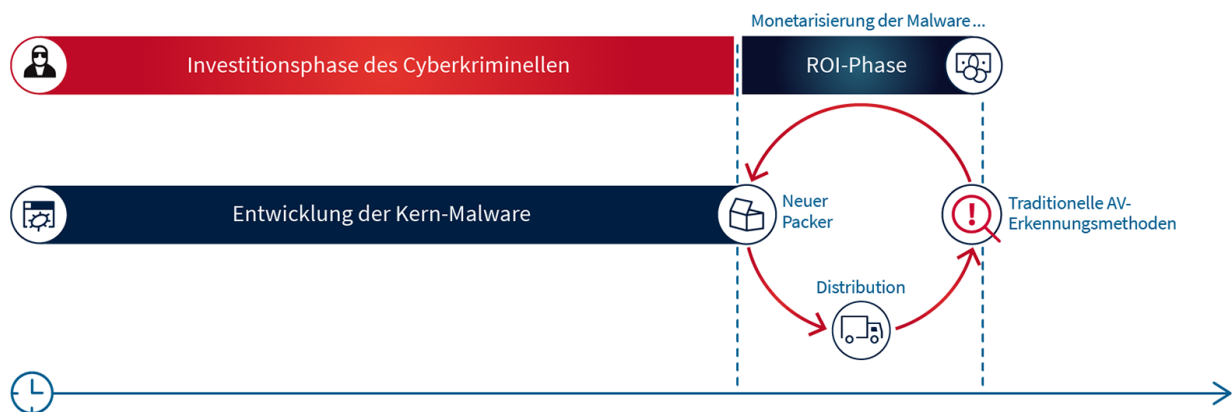 Monetarisierung der Malware...
Investitionsphase des Cyberkriminellen
ROI-Phase
Entwicklung der Kern-Malware
Neuer
Packer
Traditionelle AV-
Erkennungsmethoden
Distribution